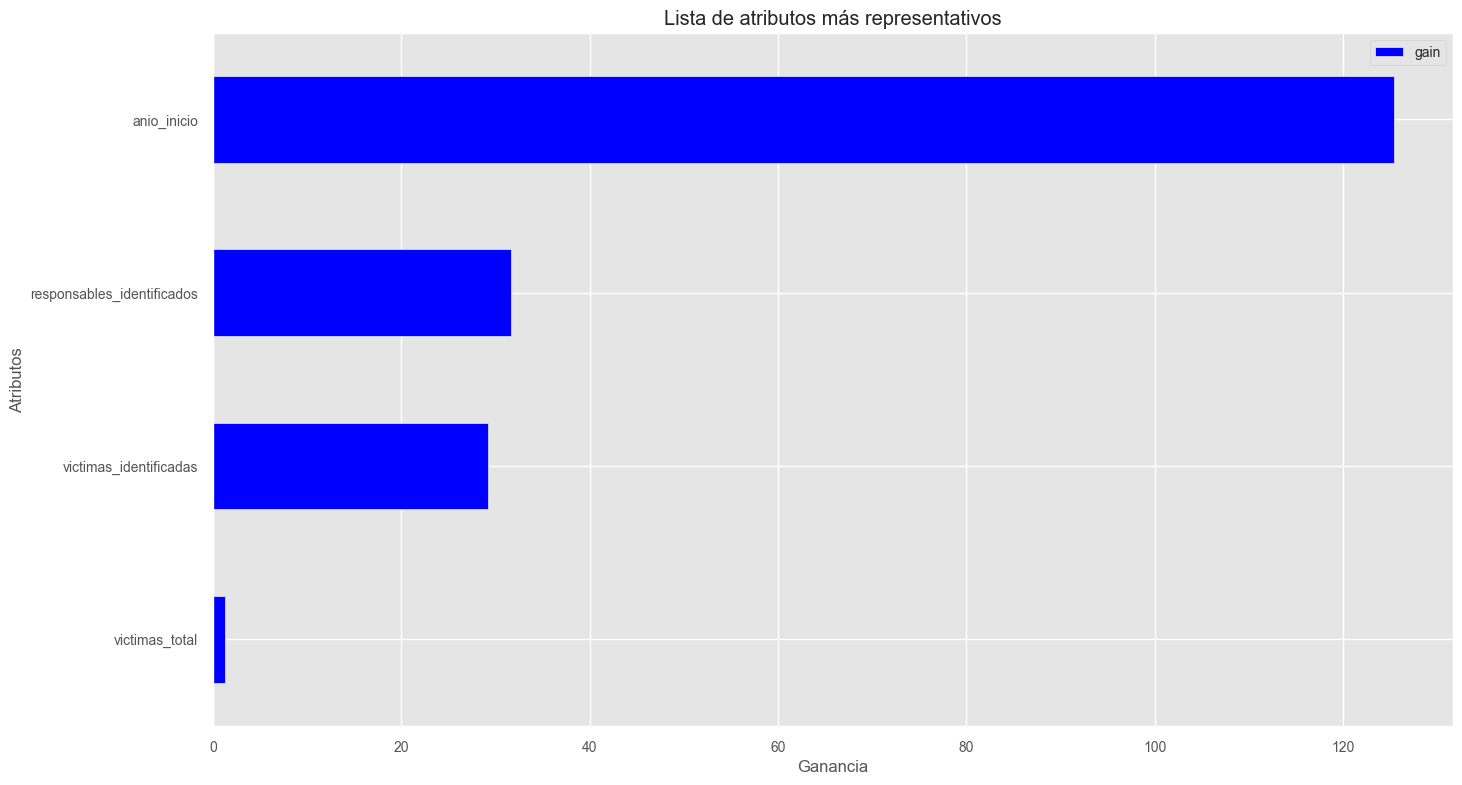 Lista de atributos más representativos
gain
anio_inicio
responsables_identificados
victimas_identificadas
victimas_total
Atributos
0 20 40 60 80 100 120
Ganancia